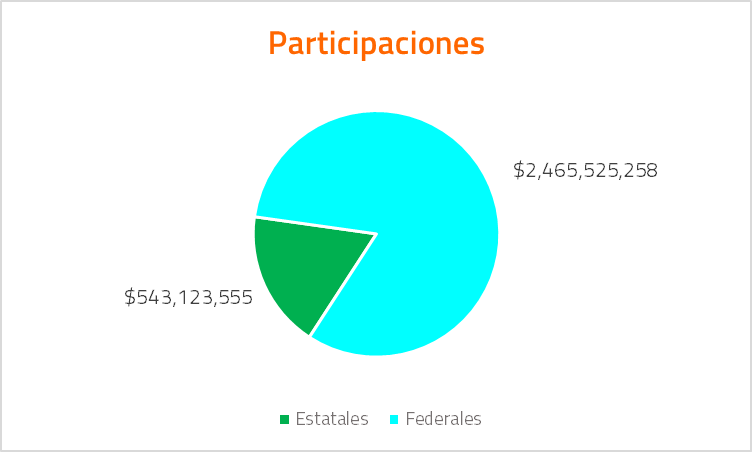 Participaciones
$2,465,525,258
$543,123,555
Estatales
Federales